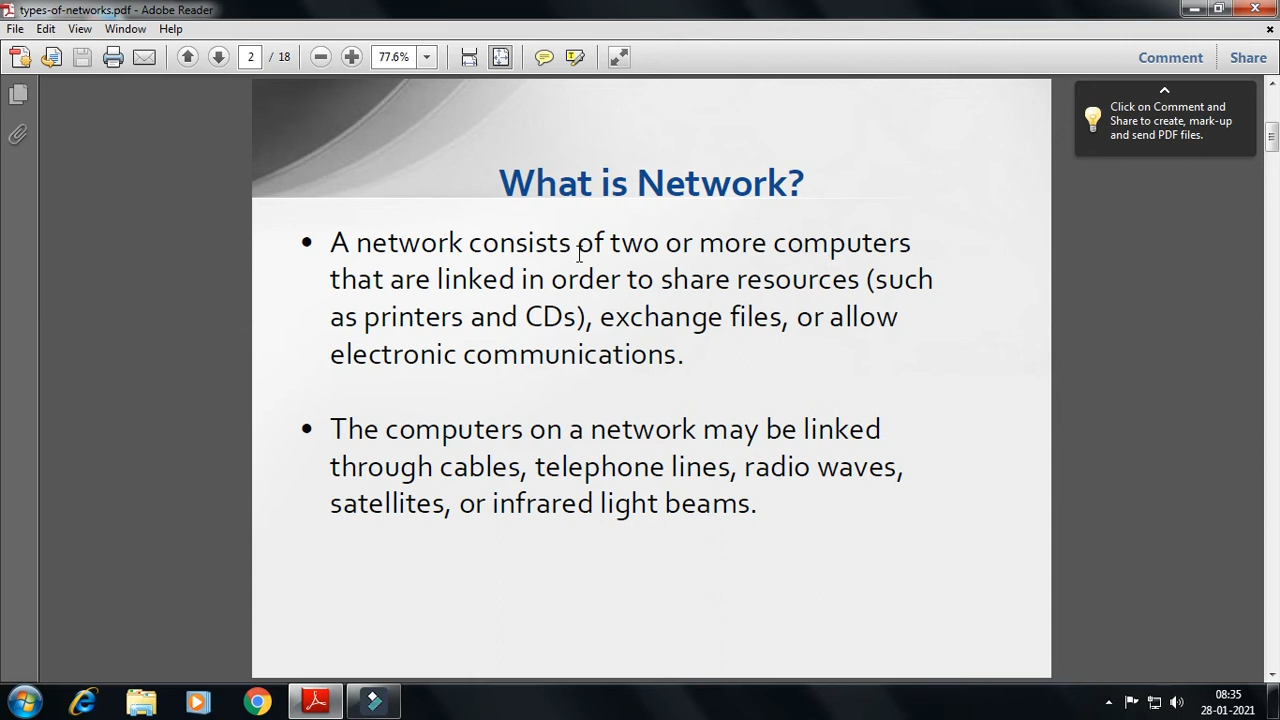 types-of-networks.pdf - Adobe Reader
File Edit View Window Help
2 / 18 77.6% Comment Share
Click on Comment and
Share to create, mark-up
and send PDF files.
What is Network?
• A network consists of two or more computers
that are linked in order to share resources (such
as printers and CDs), exchange files, or allow
electronic communications.
• The computers on a network may be linked
through cables, telephone lines, radio waves,
satellites, or infrared light beams.
08:35
28-01-2021